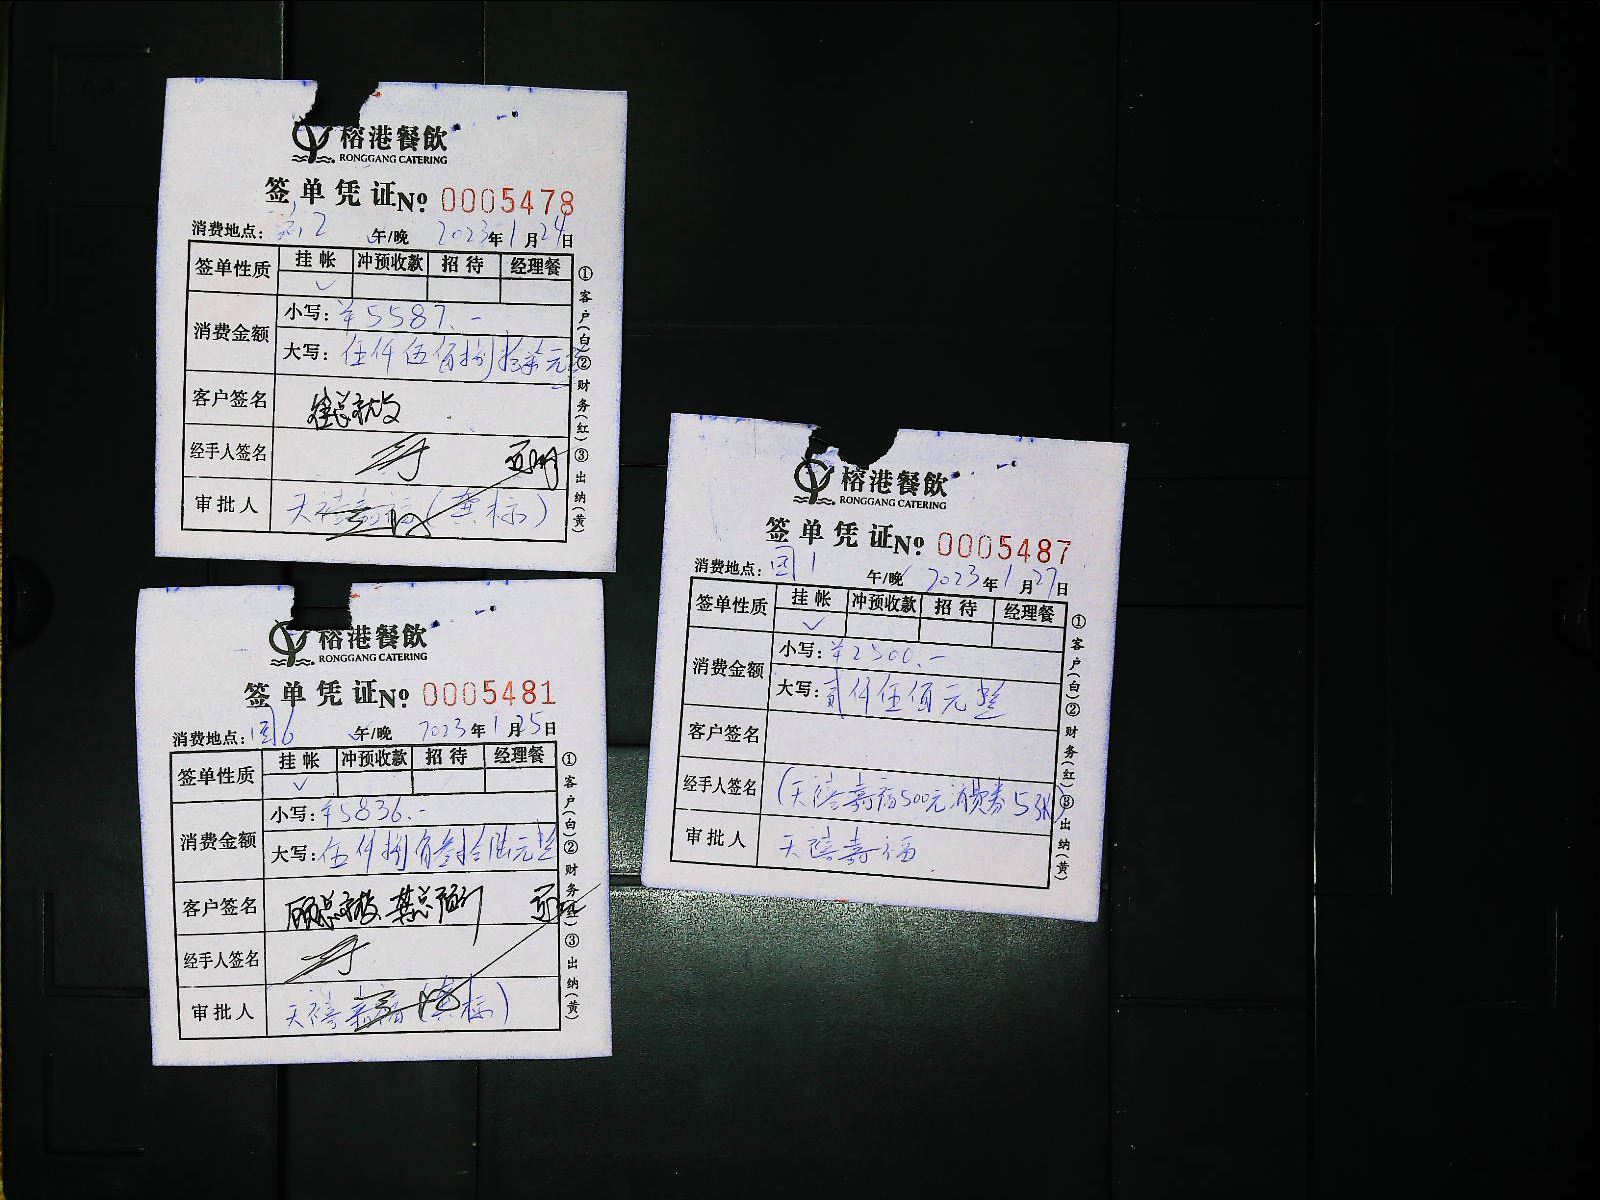 榕港餐飲
RONGGANG CATERING
签单凭证 № 0005478
消费地点: 午/晚 2023年1月24日
签单性质 挂帐 冲预收款 招待 经理餐
✓
消费金额
小写: ¥5587.-
大写: 伍仟伍佰捌拾柒元整
客户签名
经手人签名
审批人 天禧嘉福(龚标)
①客户(白)②财务(红)③出纳(黄)
榕港餐飲
RONGGANG CATERING
签单凭证 № 0005481
消费地点: 园6 午/晚 2023年1月25日
签单性质 挂帐 冲预收款 招待 经理餐
✓
消费金额
小写: ¥5836.-
大写: 伍仟捌佰叁拾陆元整
客户签名
经手人签名
审批人 天禧嘉福(龚标)
①客户(白)②财务(红)③出纳(黄)
榕港餐飲
RONGGANG CATERING
签单凭证 № 0005487
消费地点: 园1 午/晚 2023年1月27日
签单性质 挂帐 冲预收款 招待 经理餐
✓
消费金额
小写: ¥2500.-
大写: 贰仟伍佰元整
客户签名
经手人签名 (天禧嘉福500元消费券5张)
审批人 天禧嘉福
①客户(白)②财务(红)③出纳(黄)